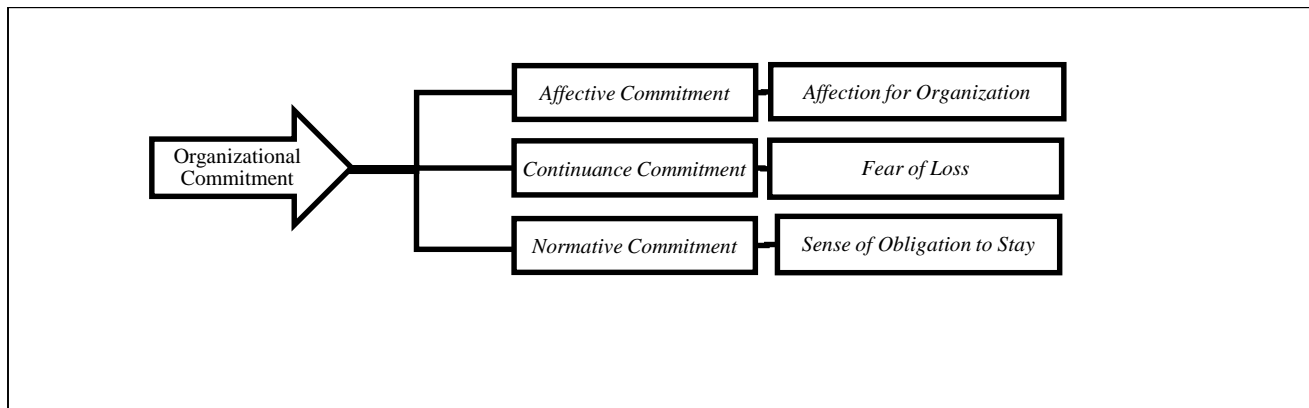 Organizational
Commitment
Affective Commitment
Affection for Organization
Continuance Commitment
Fear of Loss
Normative Commitment
Sense of Obligation to Stay